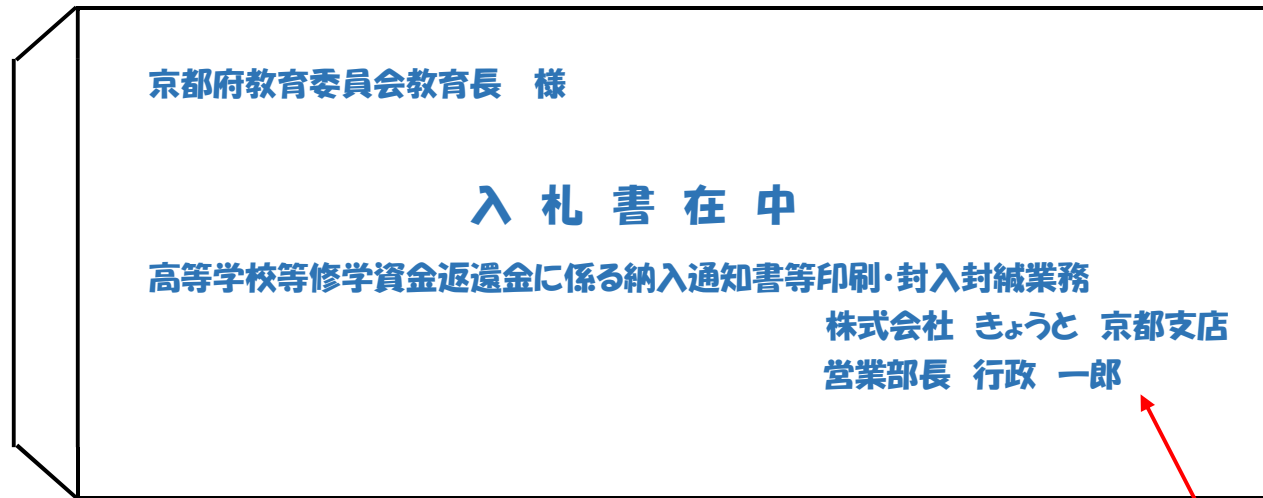 京都府教育委員会教育長　様
入 札 書 在 中
高等学校等修学資金返還金に係る納入通知書等印刷・封入封緘業務
株式会社　きょうと　京都支店
営業部長　行政　一郎